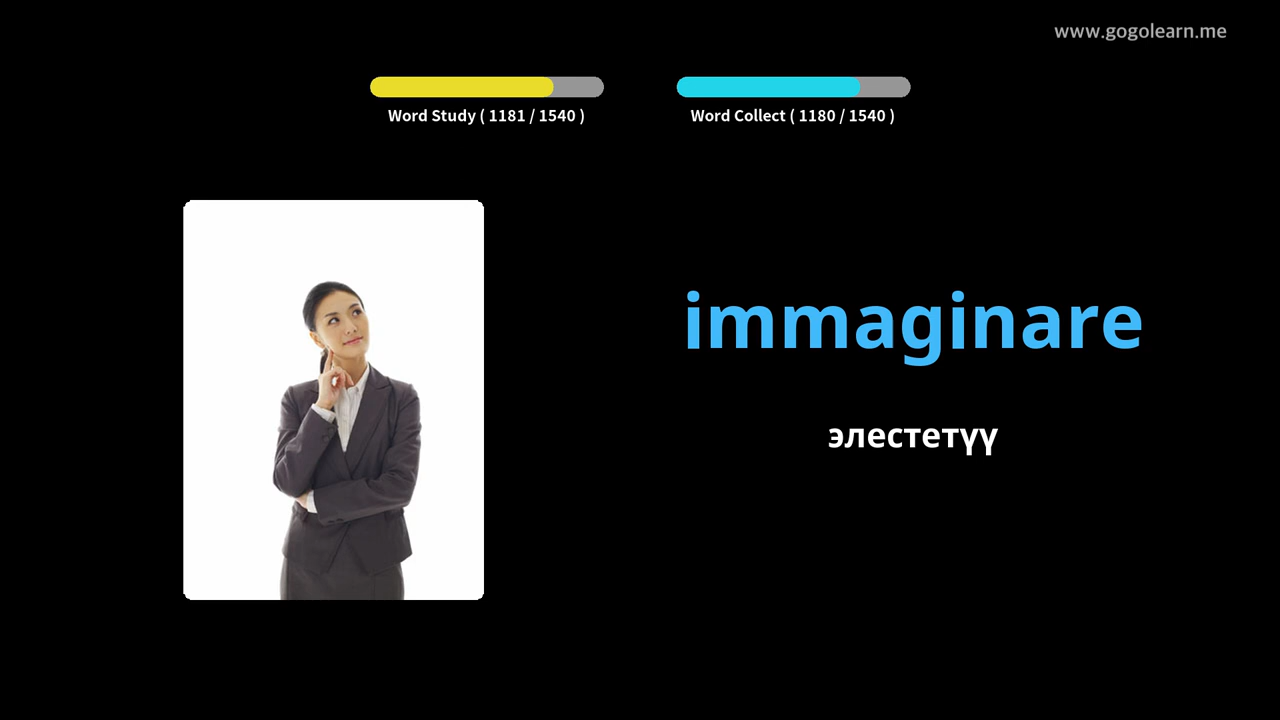 www.gogolearn.me
Word Study ( 1181 / 1540 )
Word Collect ( 1180 / 1540 )
immaginare
элестетүү